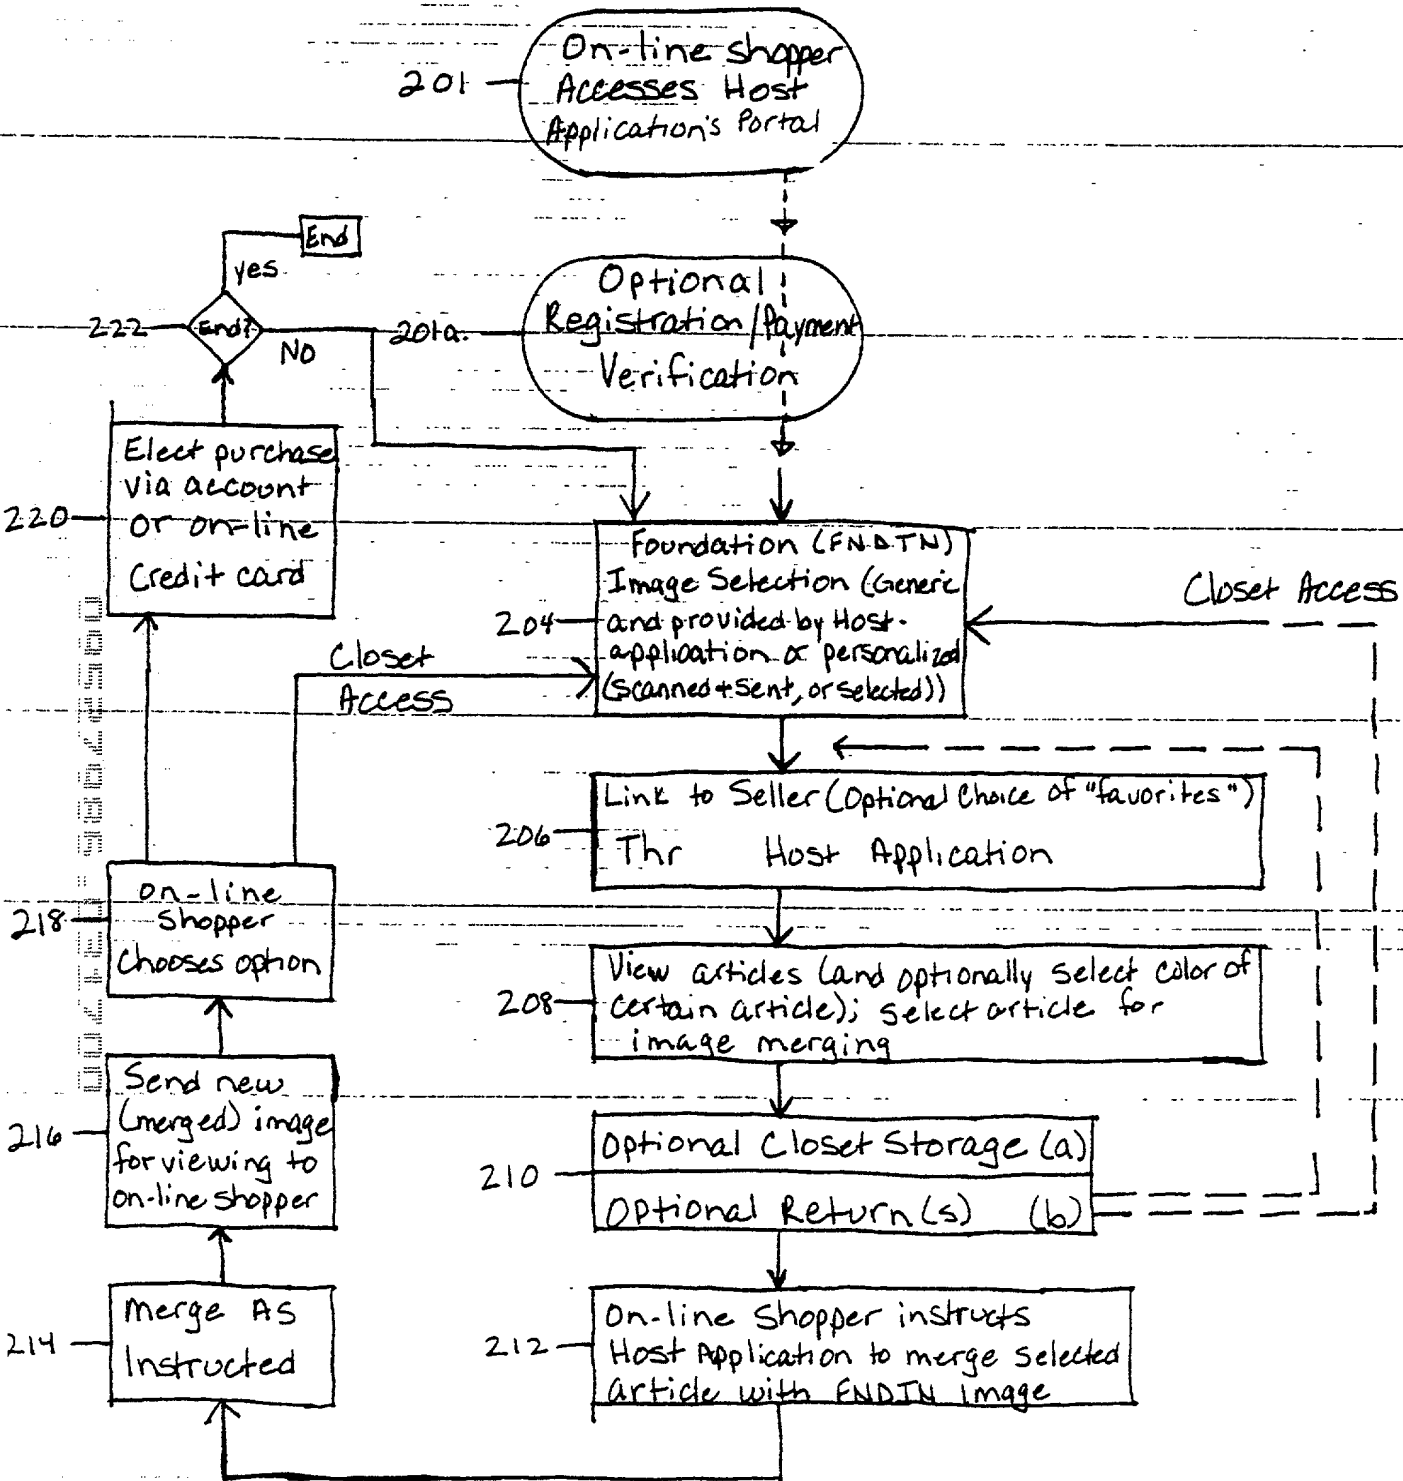 On-line shopper
Accesses Host
Application's Portal
201
End
yes
222
End?
No
201a.
Optional
Registration/Payment
Verification
220
Elect purchase
via account
or on-line
Credit card
204
Foundation (FNDTN)
Image Selection (Generic
and provided by Host-
application or personalized
(scanned + sent, or selected))
Closet Access
Closet
Access
206
Link to Seller (Optional Choice of "favorites")
Thr Host Application
218
on-line
shopper
chooses option
208
View articles (and optionally select color of
certain article); select article for
image merging
216
Send new
(merged) image
for viewing to
on-line shopper
210
Optional Closet Storage (a)
Optional Return(s) (b)
214
Merge AS
Instructed
212
On-line Shopper instructs
Host Application to merge selected
article with FNDTN Image